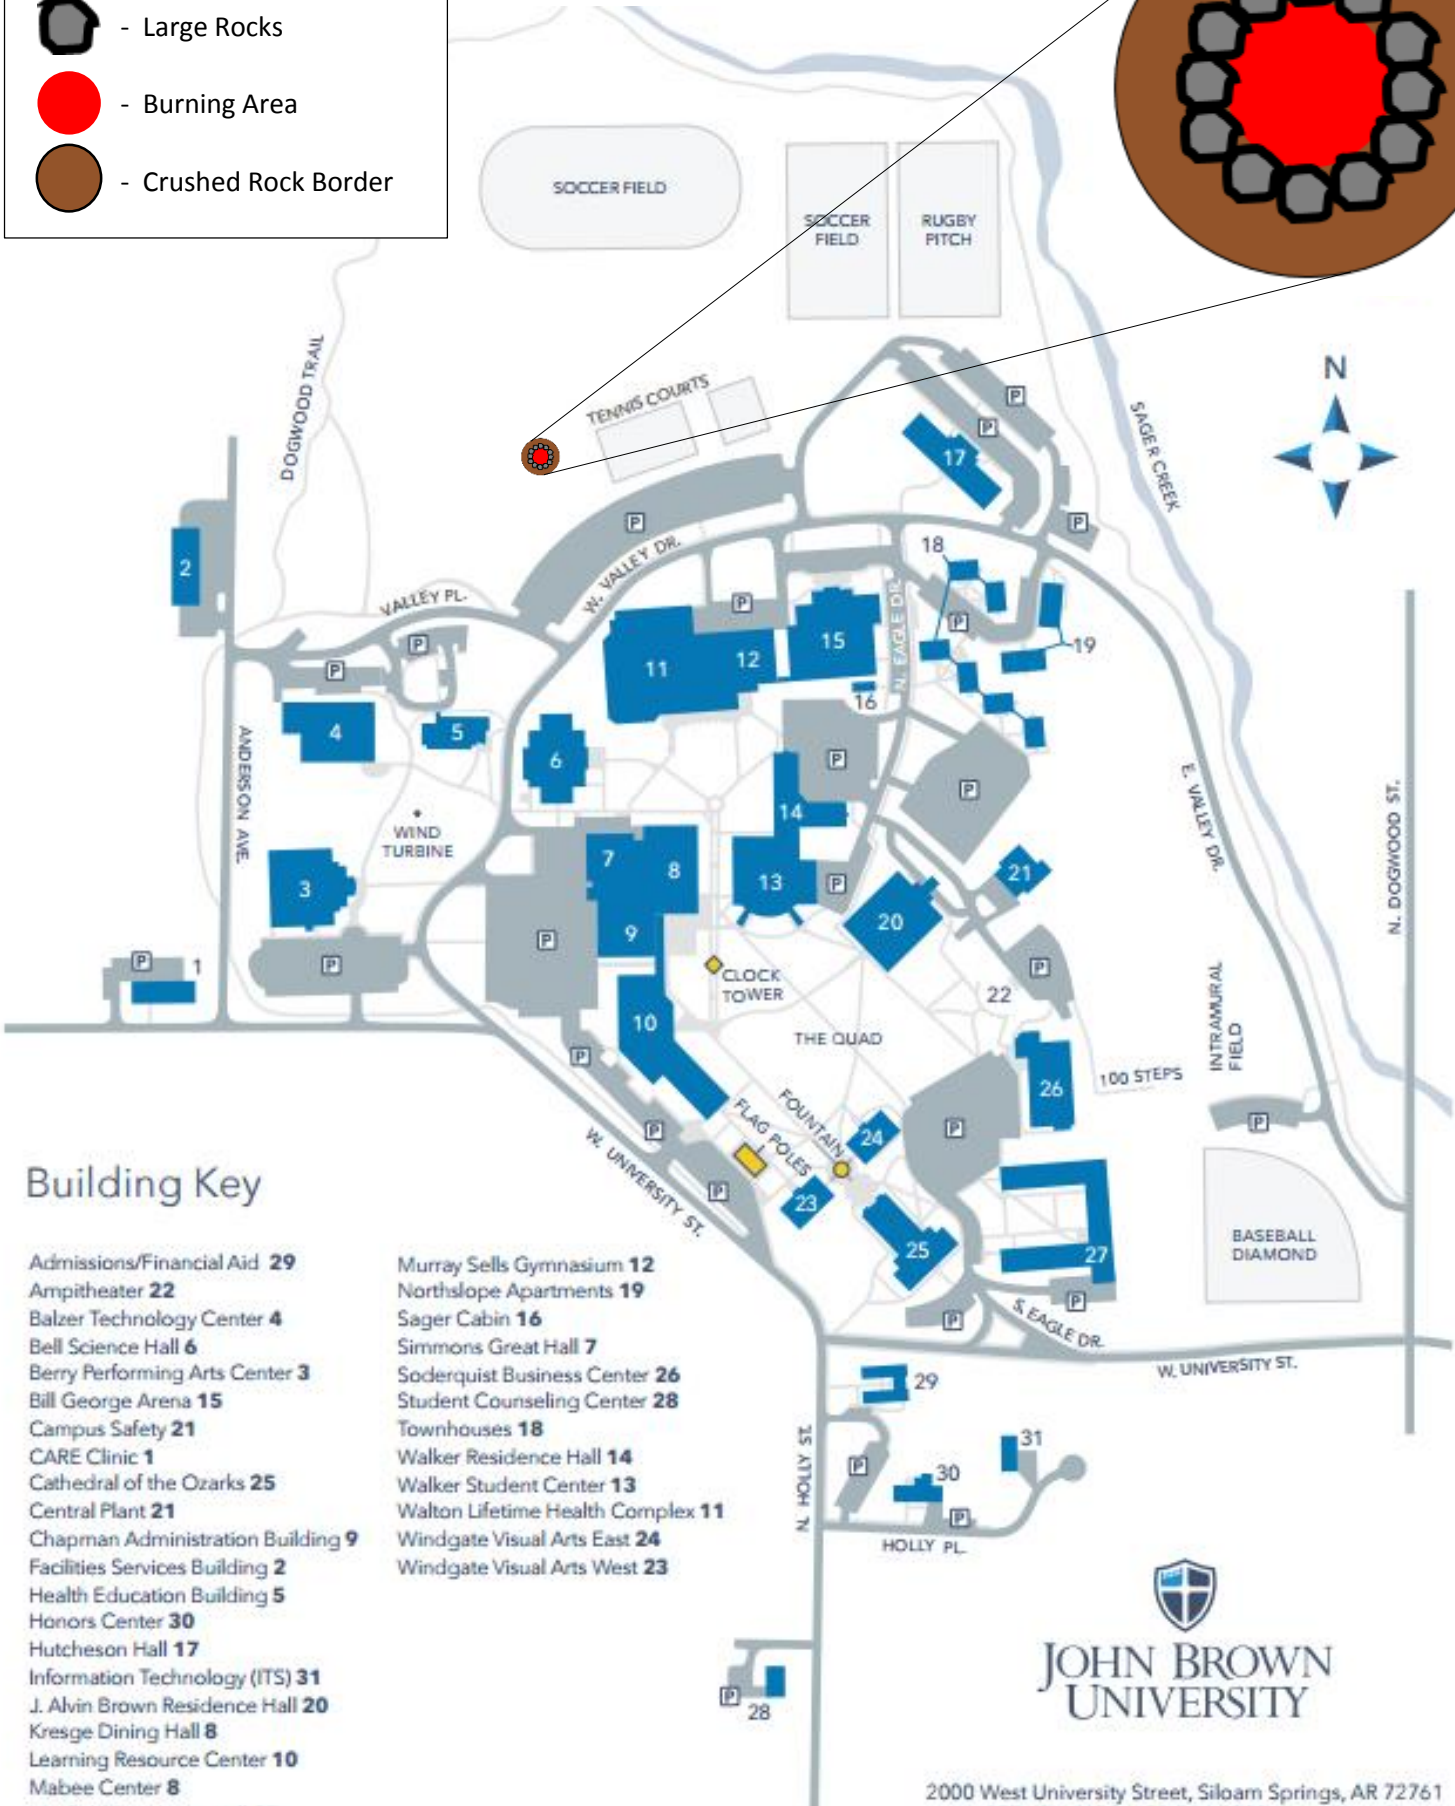 - Large Rocks
- Burning Area
- Crushed Rock Border
SOCCER FIELD
SOCCER
FIELD
RUGBY
PITCH
DOGWOOD TRAIL
TENNIS COURTS
N
SAGER CREEK
P
P
17
P
P
2
18
W. VALLEY DR.
VALLEY PL.
P
N. EAGLE DR.
P
15
19
P
P
11
12
16
4
5
6
P
P
ANDERSON AVE.
E. VALLEY DR.
N. DOGWOOD ST.
14
WIND
TURBINE
7
8
13
P
21
3
20
9
P
P
1
P
P
CLOCK
TOWER
22
10
THE QUAD
INTRAMURAL
FIELD
P
100 STEPS
26
FLAG POLES
FOUNTAIN
24
P
P
P
W. UNIVERSITY ST.
P
23
25
27
BASEBALL
DIAMOND
P
P
S. EAGLE DR.
W. UNIVERSITY ST.
29
N. HOLLY ST.
P
30
31
P
HOLLY PL.
P
28
Building Key
Admissions/Financial Aid 29
Ampitheater 22
Balzer Technology Center 4
Bell Science Hall 6
Berry Performing Arts Center 3
Bill George Arena 15
Campus Safety 21
CARE Clinic 1
Cathedral of the Ozarks 25
Central Plant 21
Chapman Administration Building 9
Facilities Services Building 2
Health Education Building 5
Honors Center 30
Hutcheson Hall 17
Information Technology (ITS) 31
J. Alvin Brown Residence Hall 20
Kresge Dining Hall 8
Learning Resource Center 10
Mabee Center 8
Murray Sells Gymnasium 12
Northslope Apartments 19
Sager Cabin 16
Simmons Great Hall 7
Soderquist Business Center 26
Student Counseling Center 28
Townhouses 18
Walker Residence Hall 14
Walker Student Center 13
Walton Lifetime Health Complex 11
Windgate Visual Arts East 24
Windgate Visual Arts West 23
JOHN BROWN
UNIVERSITY
2000 West University Street, Siloam Springs, AR 72761